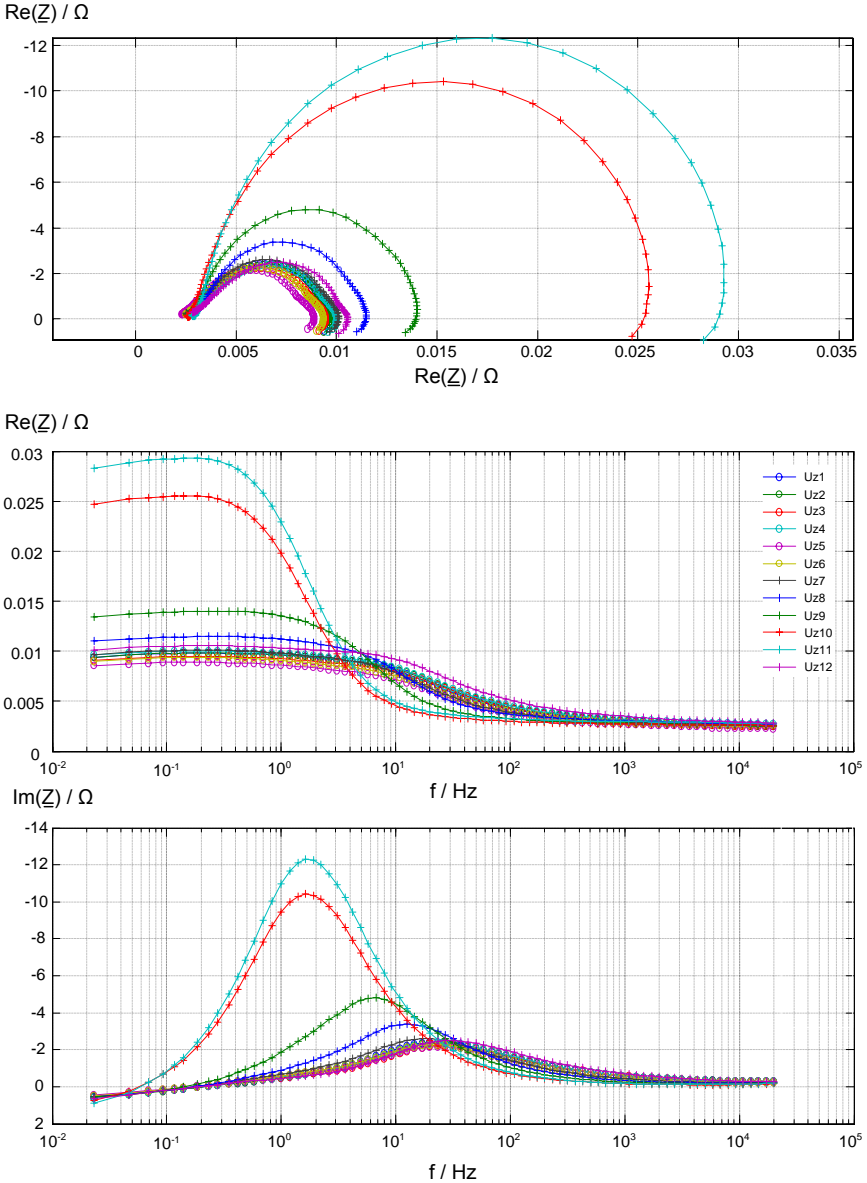 Re(Z) / Ω
-12
-10
-8
-6
-4
-2
0
0
0.005
0.01
0.015
0.02
0.025
0.03
0.035
Re(Z) / Ω
Re(Z) / Ω
0.03
0.025
0.02
0.015
0.01
0.005
0
Uz1
Uz2
Uz3
Uz4
Uz5
Uz6
Uz7
Uz8
Uz9
Uz10
Uz11
Uz12
10-2
10-1
100
101
102
103
104
105
f / Hz
Im(Z) / Ω
-14
-12
-10
-8
-6
-4
-2
0
2
10-2
10-1
100
101
102
103
104
105
f / Hz